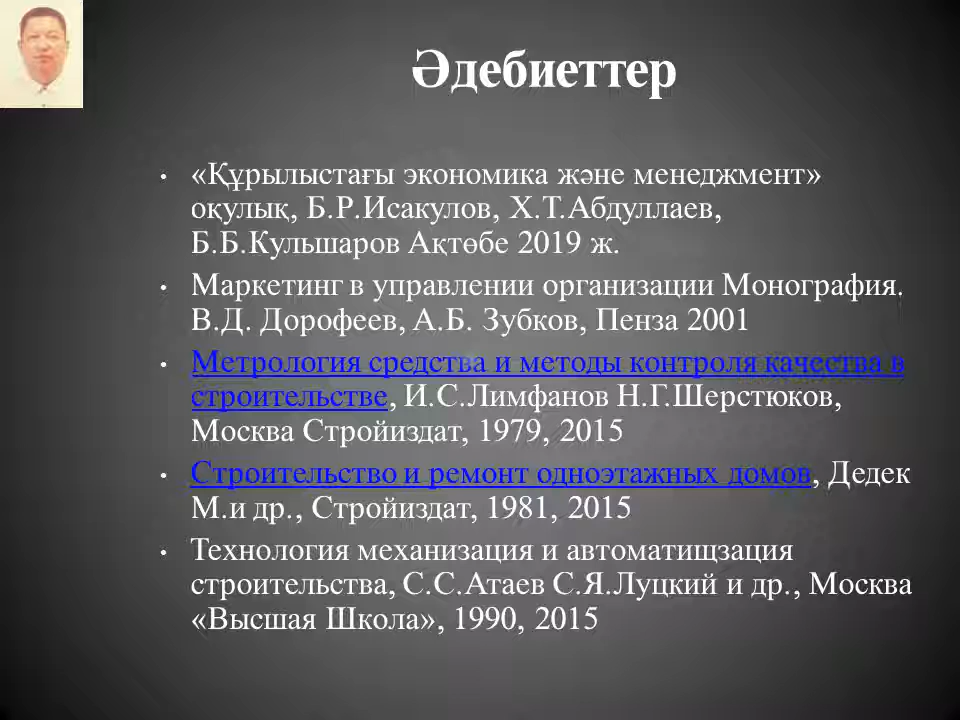 Әдебиеттер
• «Құрылыстағы экономика және менеджмент»
оқулық, Б.Р.Исакулов, Х.Т.Абдуллаев,
Б.Б.Кульшаров Ақтөбе 2019 ж.
• Маркетинг в управлении организации Монография.
В.Д. Дорофеев, А.Б. Зубков, Пенза 2001
• Метрология средства и методы контроля качества в
строительстве, И.С.Лимфанов Н.Г.Шерстюков,
Москва Стройиздат, 1979, 2015
• Строительство и ремонт одноэтажных домов, Дедек
М.и др., Стройиздат, 1981, 2015
• Технология механизация и автоматищзация
строительства, С.С.Атаев С.Я.Луцкий и др., Москва
«Высшая Школа», 1990, 2015